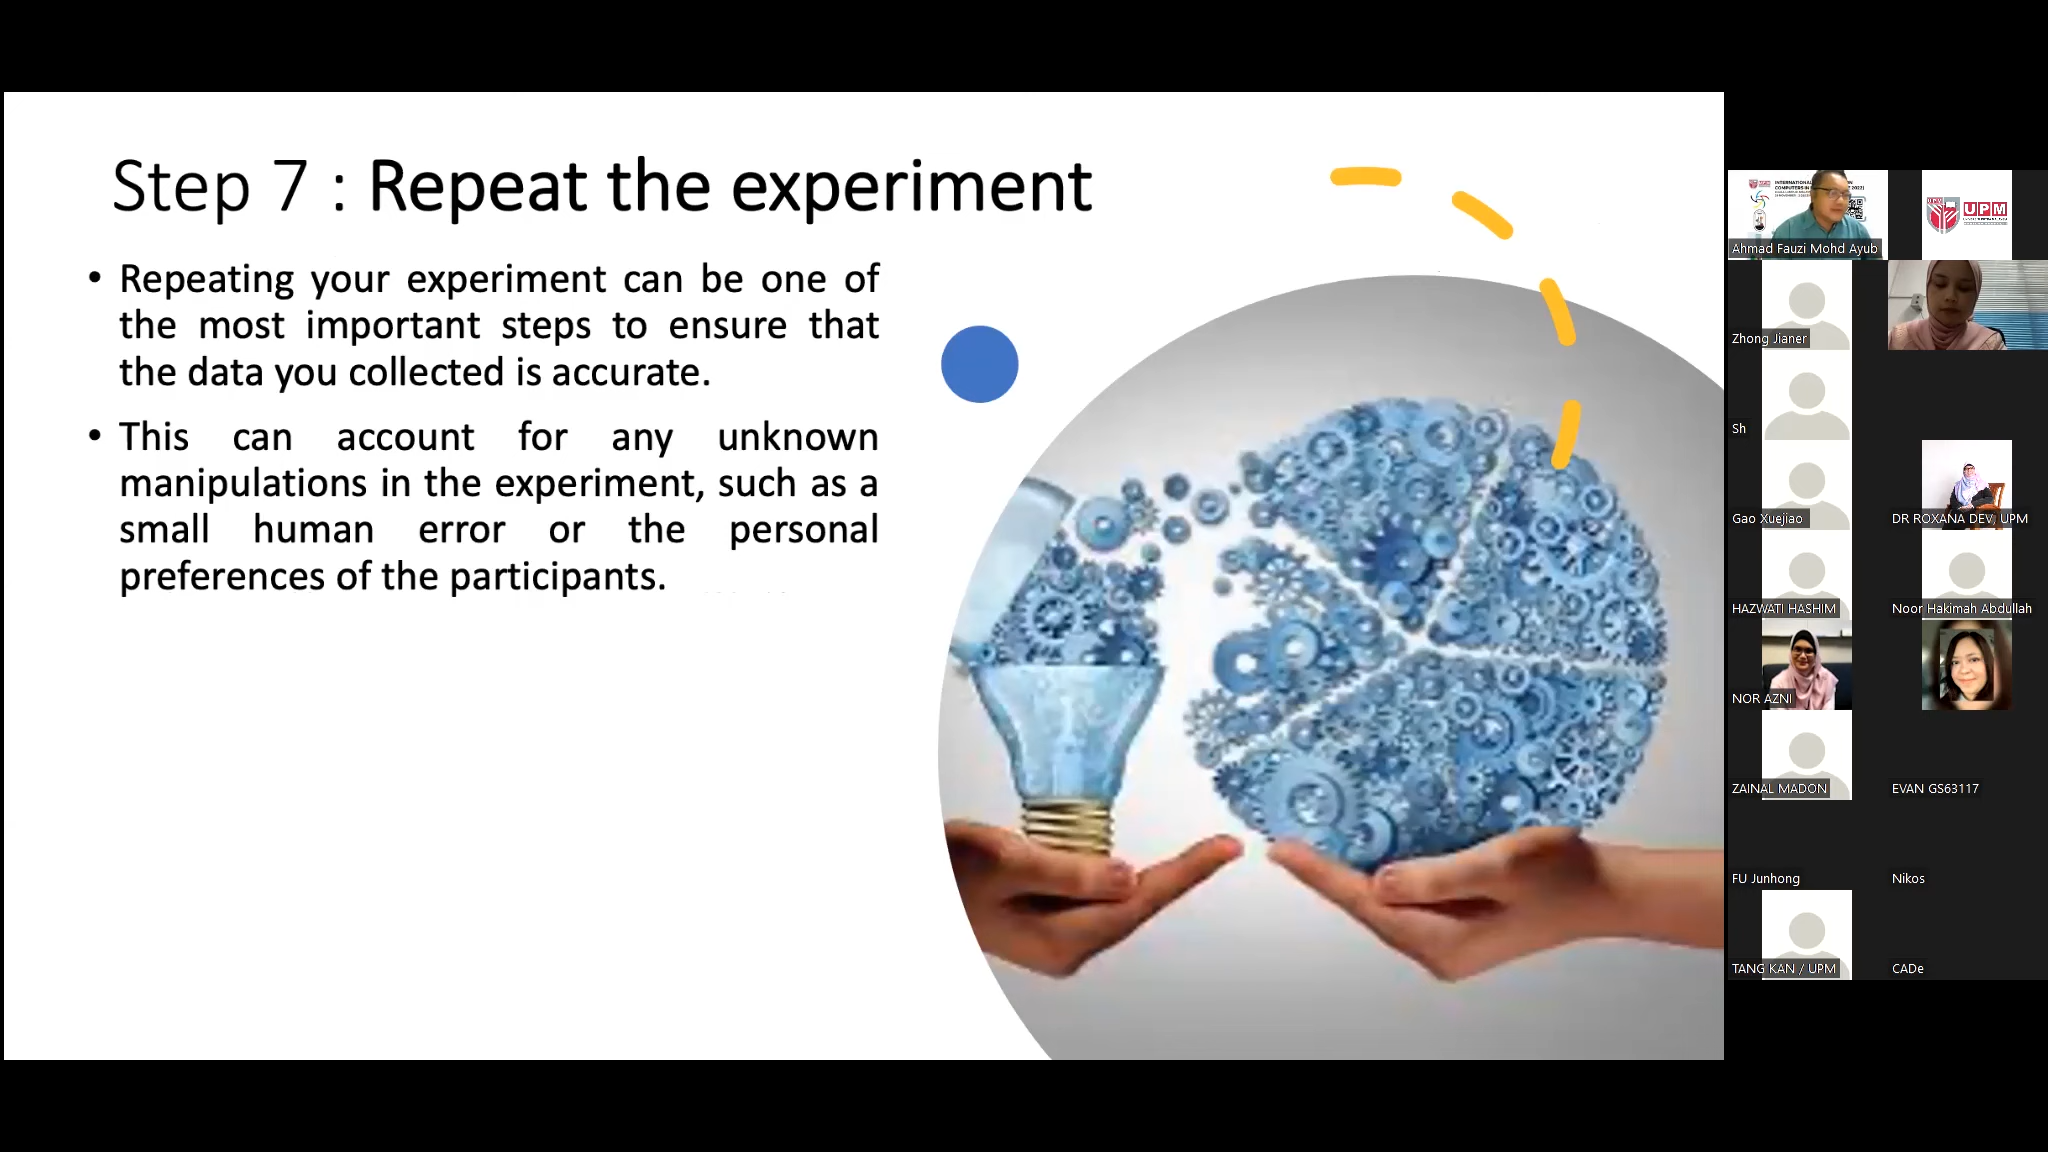 Step 7 : Repeat the experiment
• Repeating your experiment can be one of
the most important steps to ensure that
the data you collected is accurate.
• This can account for any unknown
manipulations in the experiment, such as a
small human error or the personal
preferences of the participants.
Ahmad Fauzi Mohd Ayub
UPM
Zhong Jianer
Sh
Gao Xuejiao
DR ROXANA DEV, UPM
HAZWATI HASHIM
Noor Hakimah Abdullah
NOR AZNI
ZAINAL MADON
EVAN GS63117
FU Junhong
Nikos
TANG KAN / UPM
CADe